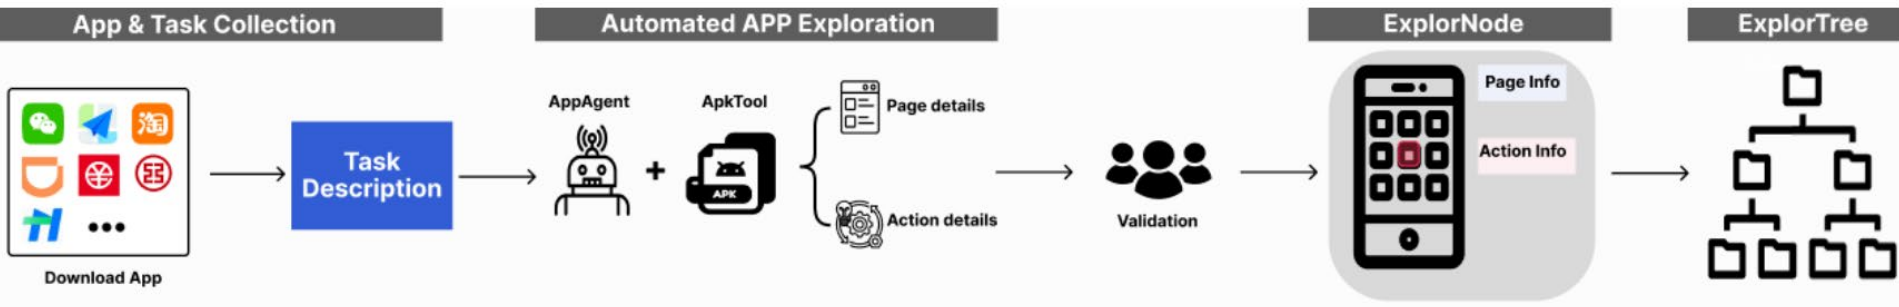 App & Task Collection
Automated APP Exploration
ExplorNode
ExplorTree
淘
Download App
Task
Description
AppAgent
+
ApkTool
APK
Page details
Action details
Validation
Page Info
Action Info